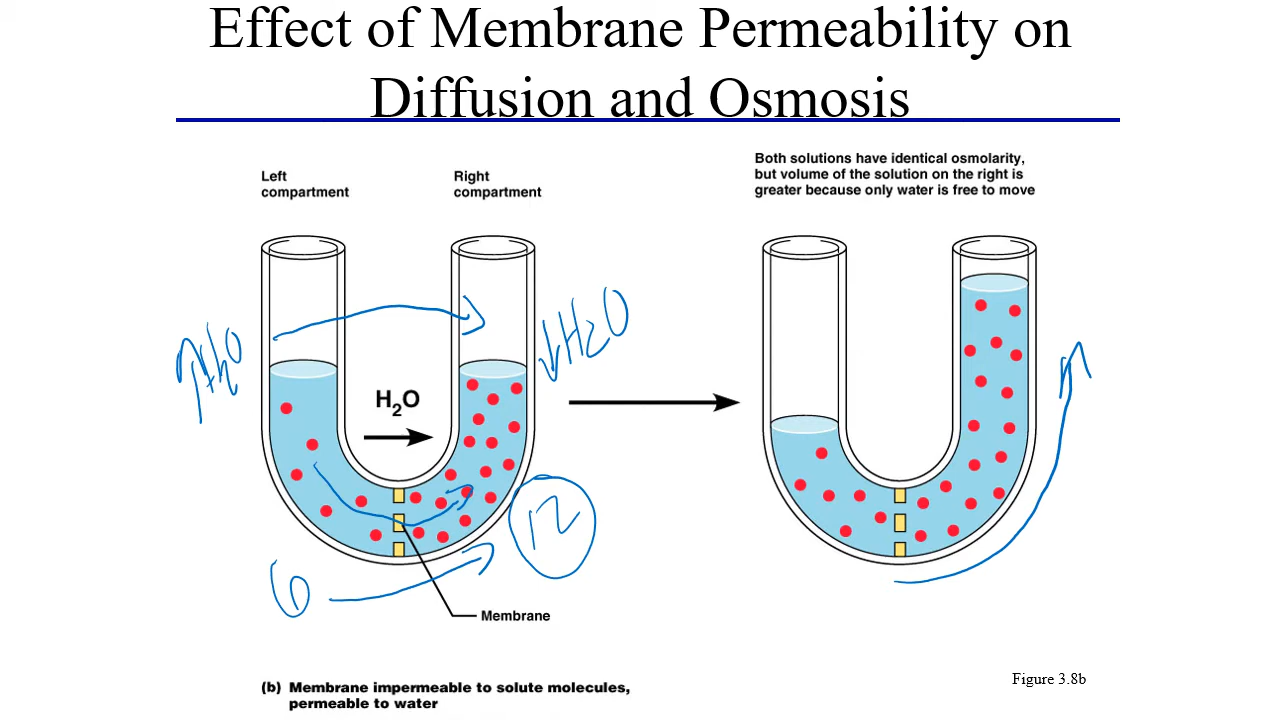 Effect of Membrane Permeability on
Diffusion and Osmosis
Left
compartment
Right
compartment
Both solutions have identical osmolarity,
but volume of the solution on the right is
greater because only water is free to move
↑H2O
↓H2O
H2O
12
6
Membrane
(b) Membrane impermeable to solute molecules,
permeable to water
Figure 3.8b